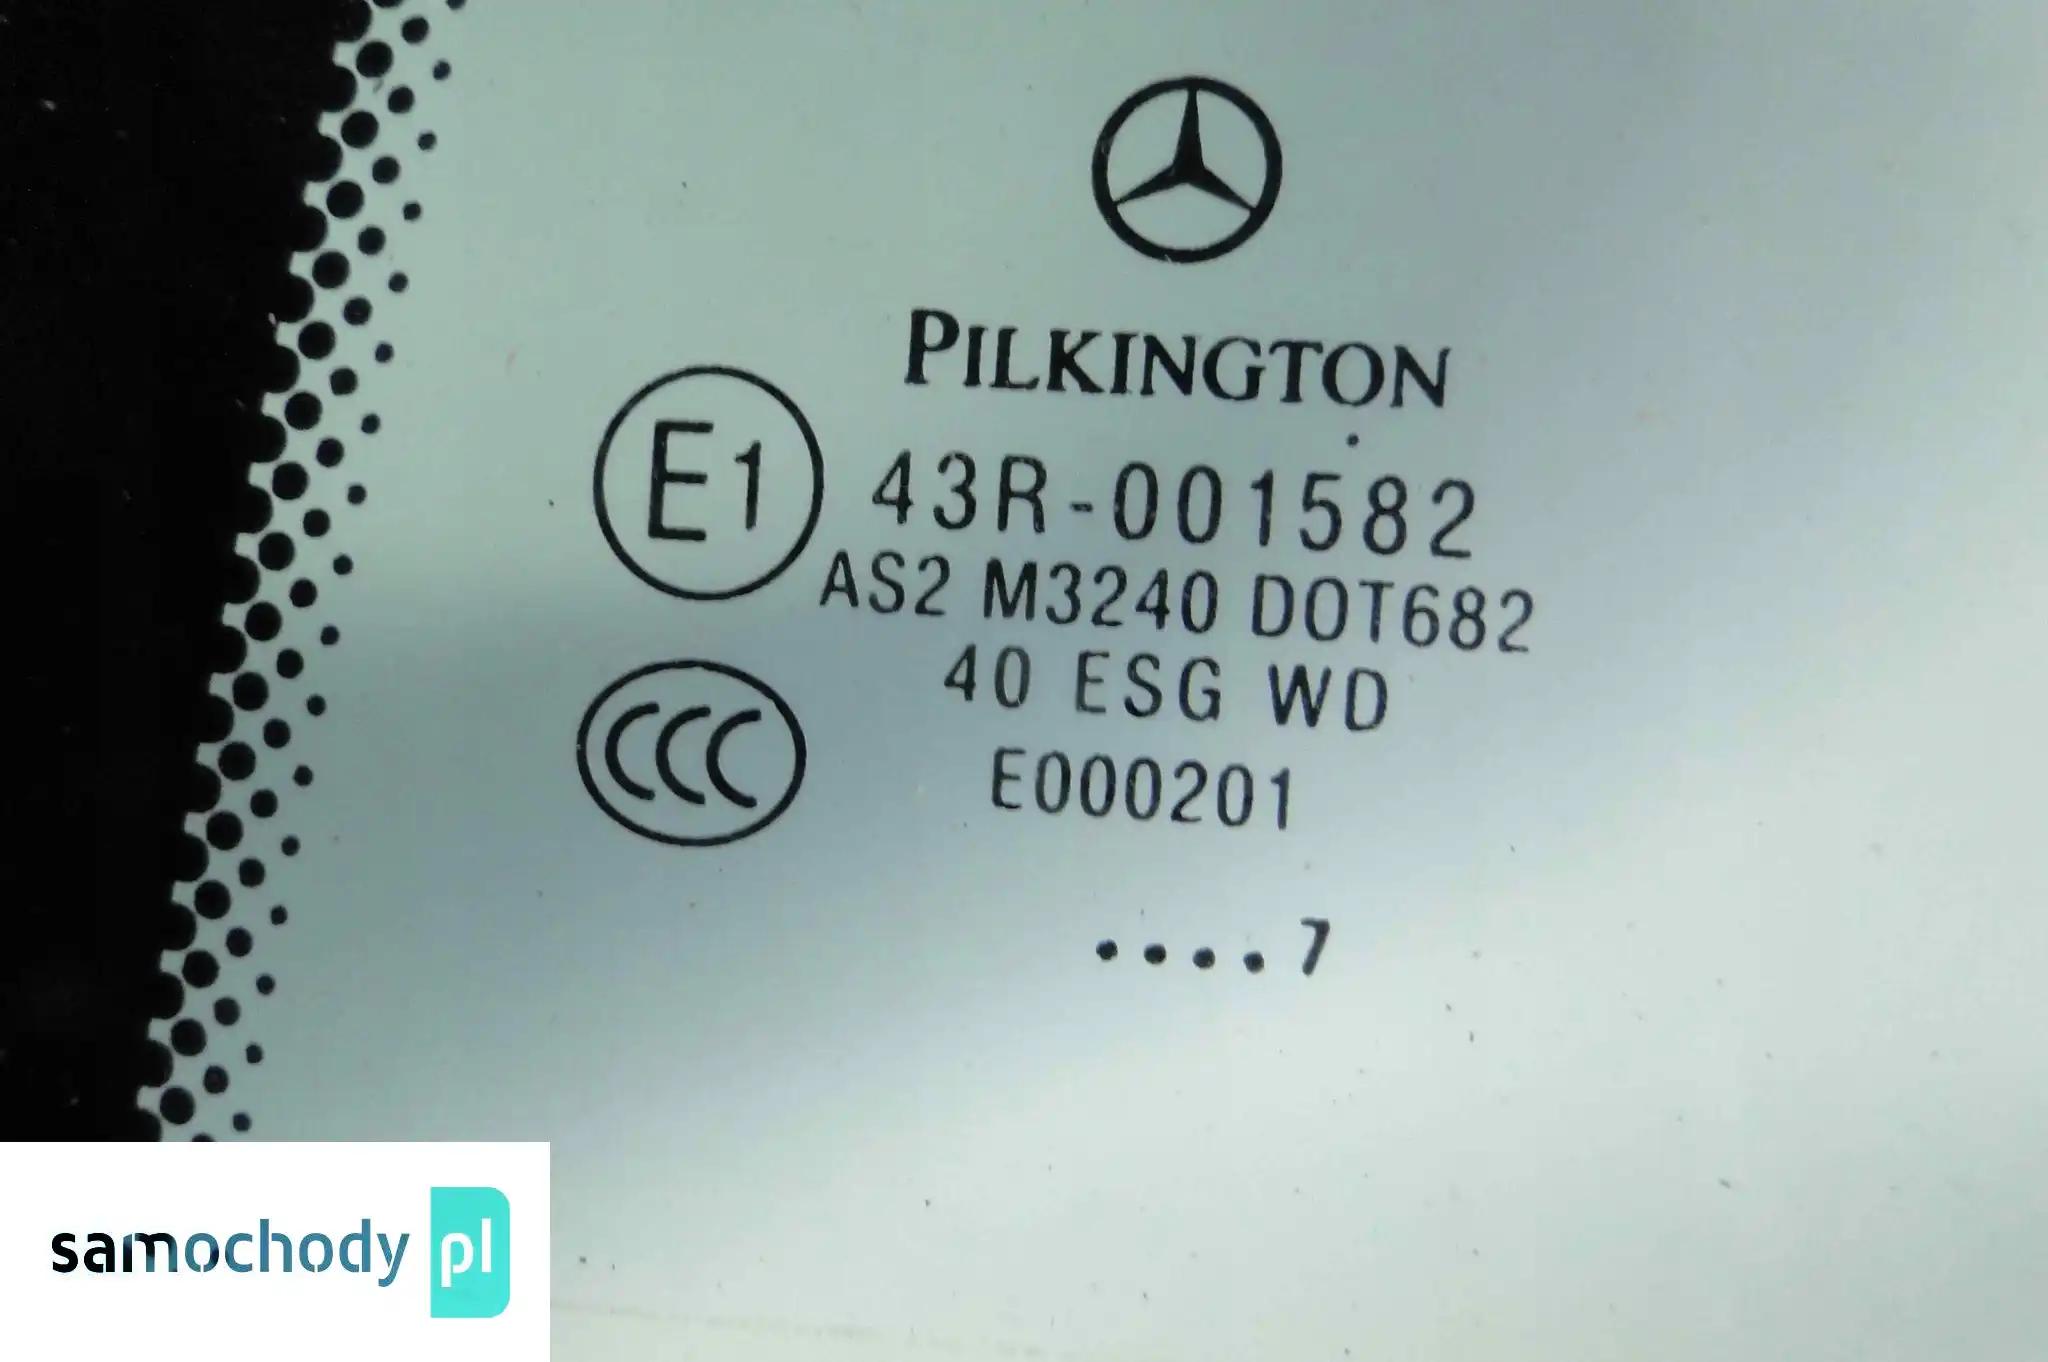 PILKINGTON
E1
43R-001582
AS2 M3240 DOT682
40 ESG WD
CCC
E000201
....7
samochody pl